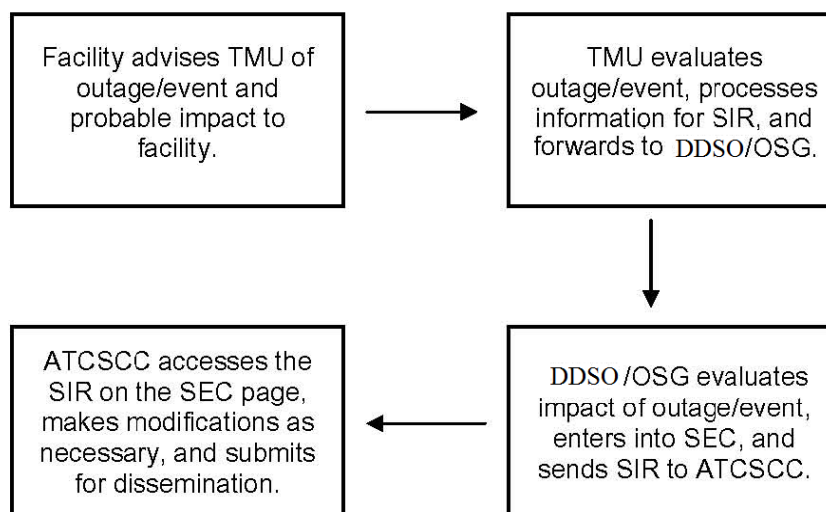 Facility advises TMU of
outage/event and
probable impact to
facility.
TMU evaluates
outage/event, processes
information for SIR, and
forwards to DDSO/OSG.
DDSO/OSG evaluates
impact of outage/event,
enters into SEC, and
sends SIR to ATCSCC.
ATCSCC accesses the
SIR on the SEC page,
makes modifications as
necessary, and submits
for dissemination.